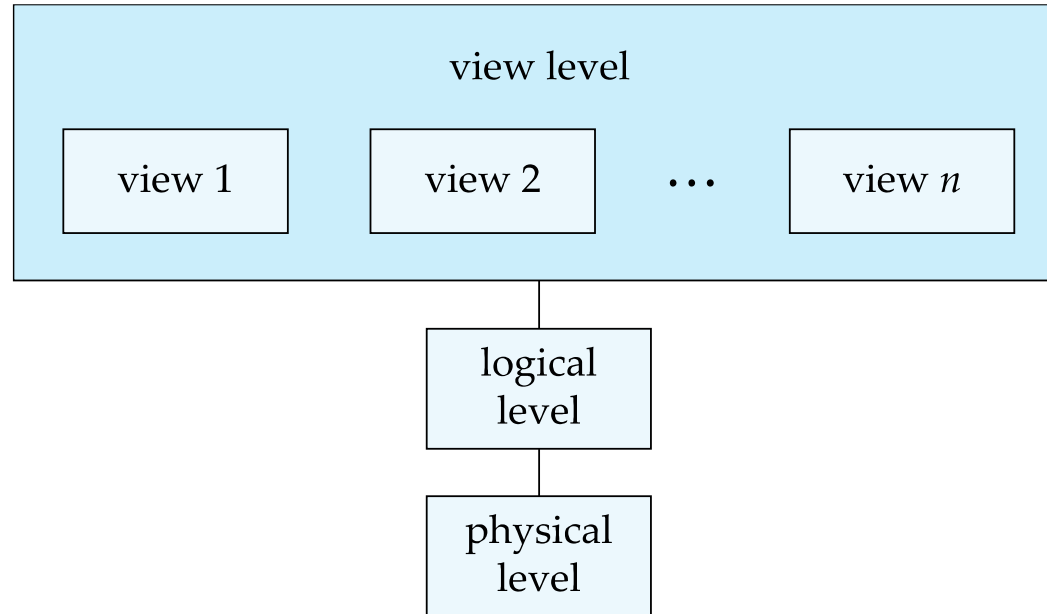 view level
view 1
view 2
...
view n
logical
level
physical
level